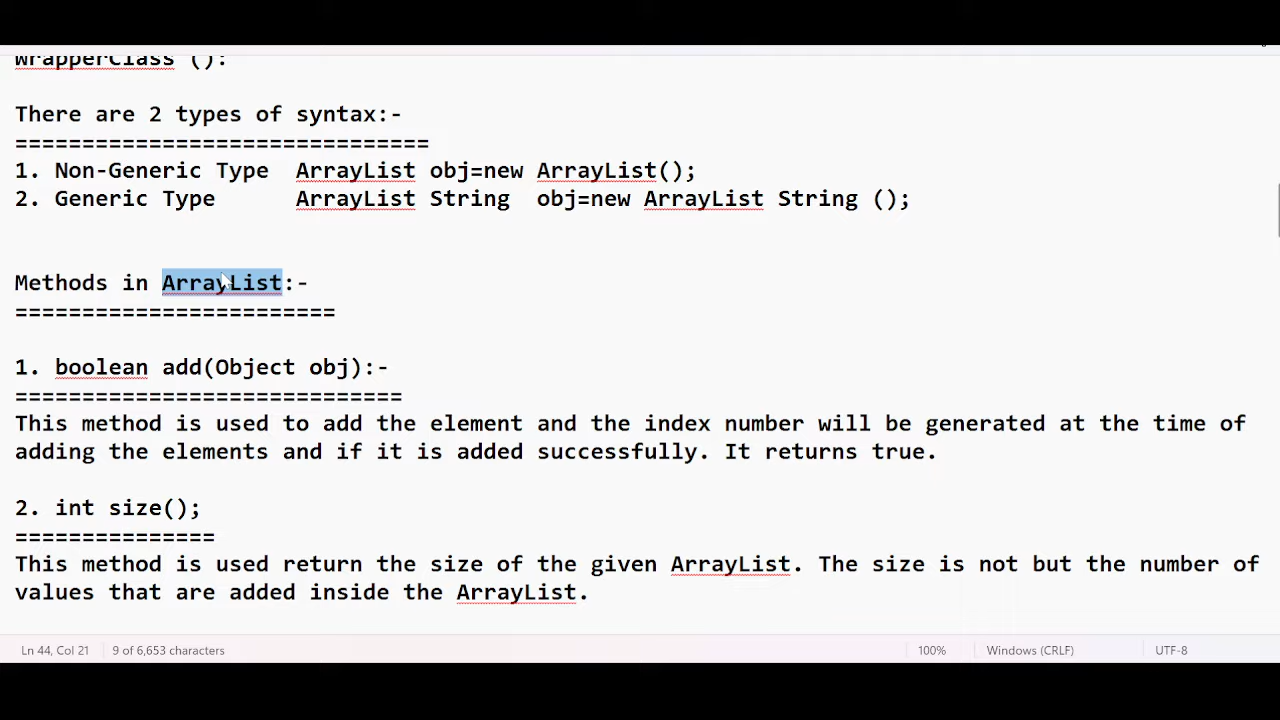 WrapperClass ():
There are 2 types of syntax:-
===============================
1. Non-Generic Type  ArrayList obj=new ArrayList();
2. Generic Type      ArrayList String  obj=new ArrayList String ();
Methods in ArrayList:-
========================
1. boolean add(Object obj):-
=============================
This method is used to add the element and the index number will be generated at the time of
adding the elements and if it is added successfully. It returns true.
2. int size();
===============
This method is used return the size of the given ArrayList. The size is not but the number of
values that are added inside the ArrayList.
Ln 44, Col 21 9 of 6,653 characters 100% Windows (CRLF) UTF-8